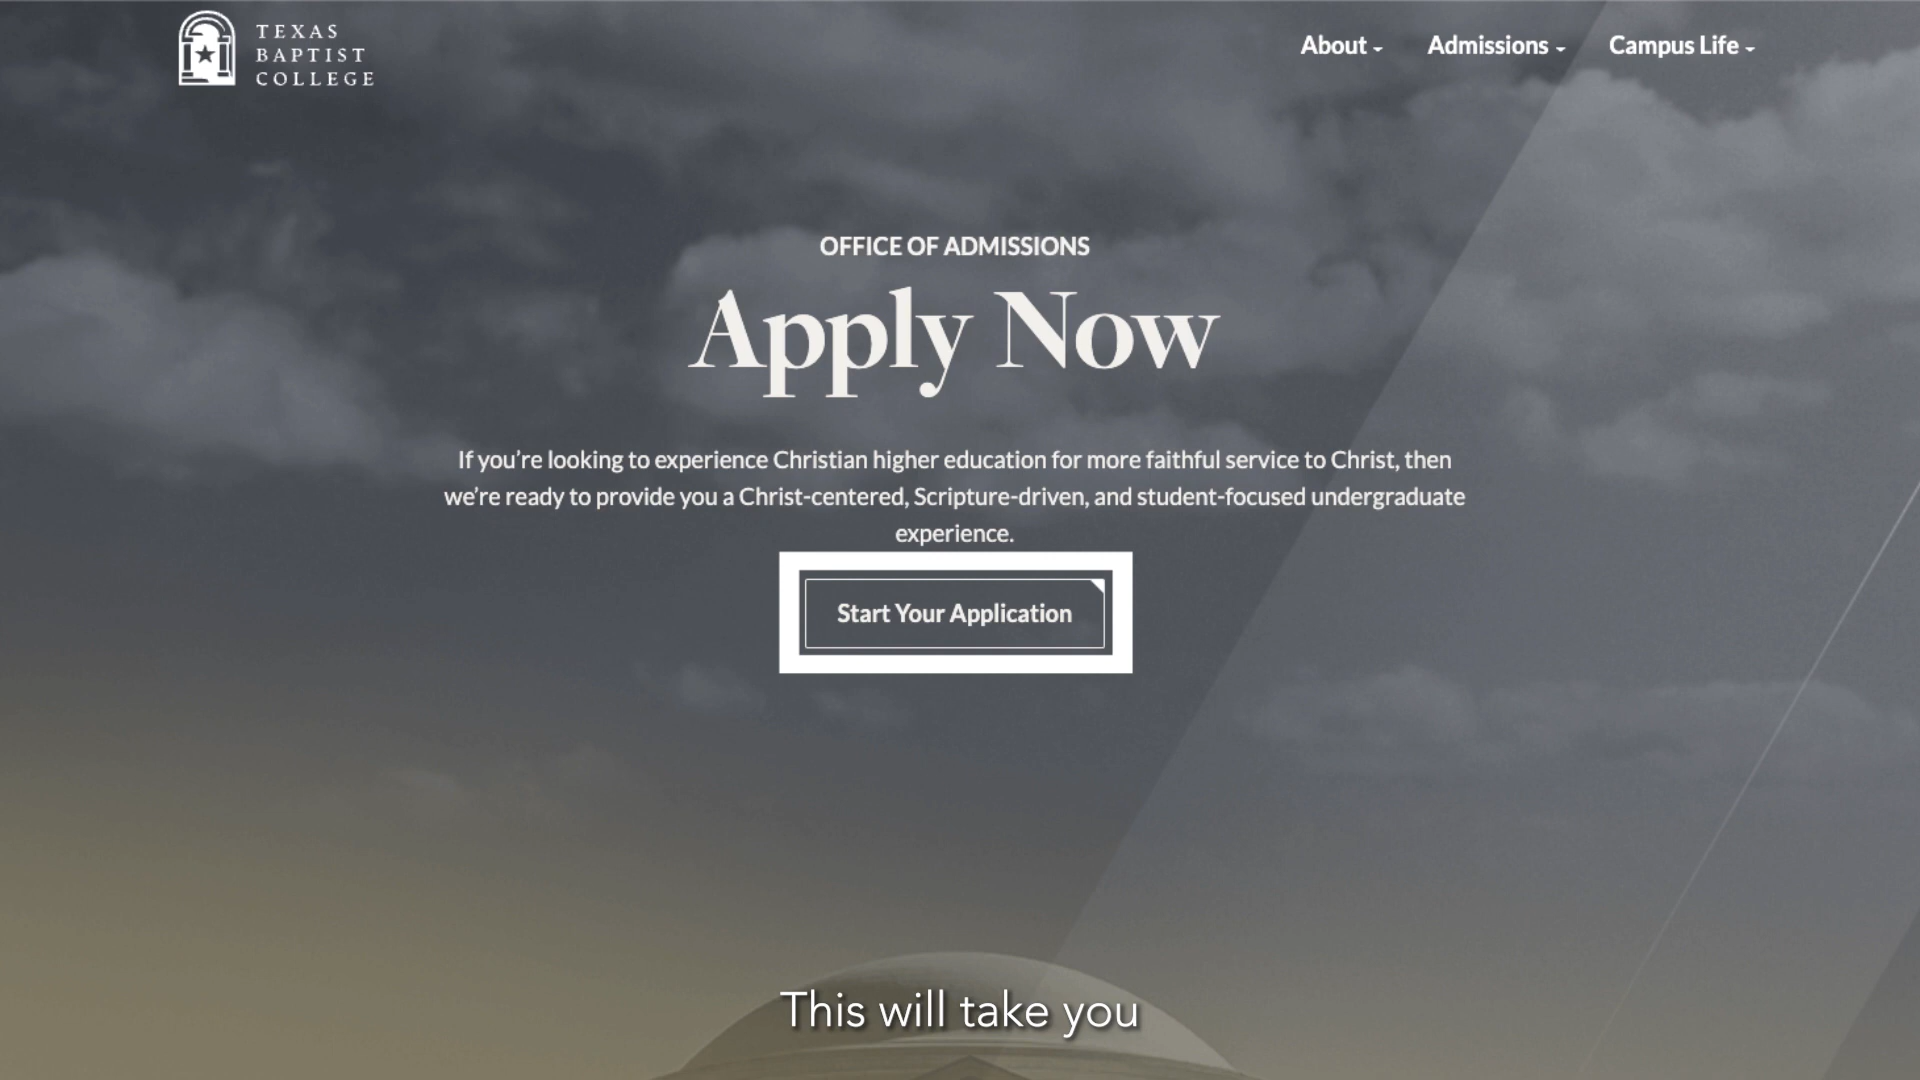 TEXAS
BAPTIST
COLLEGE
About
Admissions
Campus Life
OFFICE OF ADMISSIONS
Apply Now
If you’re looking to experience Christian higher education for more faithful service to Christ, then
we’re ready to provide you a Christ-centered, Scripture-driven, and student-focused undergraduate
experience.
Start Your Application
This will take you